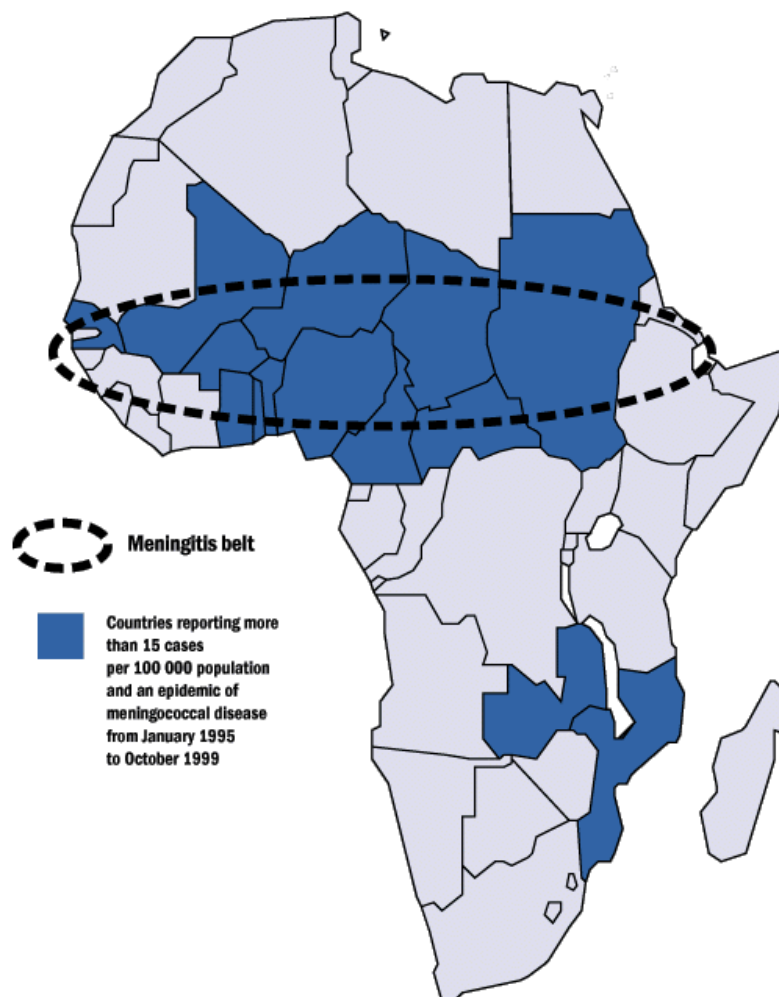 Meningitis belt
Countries reporting more
than 15 cases
per 100 000 population
and an epidemic of
meningococcal disease
from January 1995
to October 1999